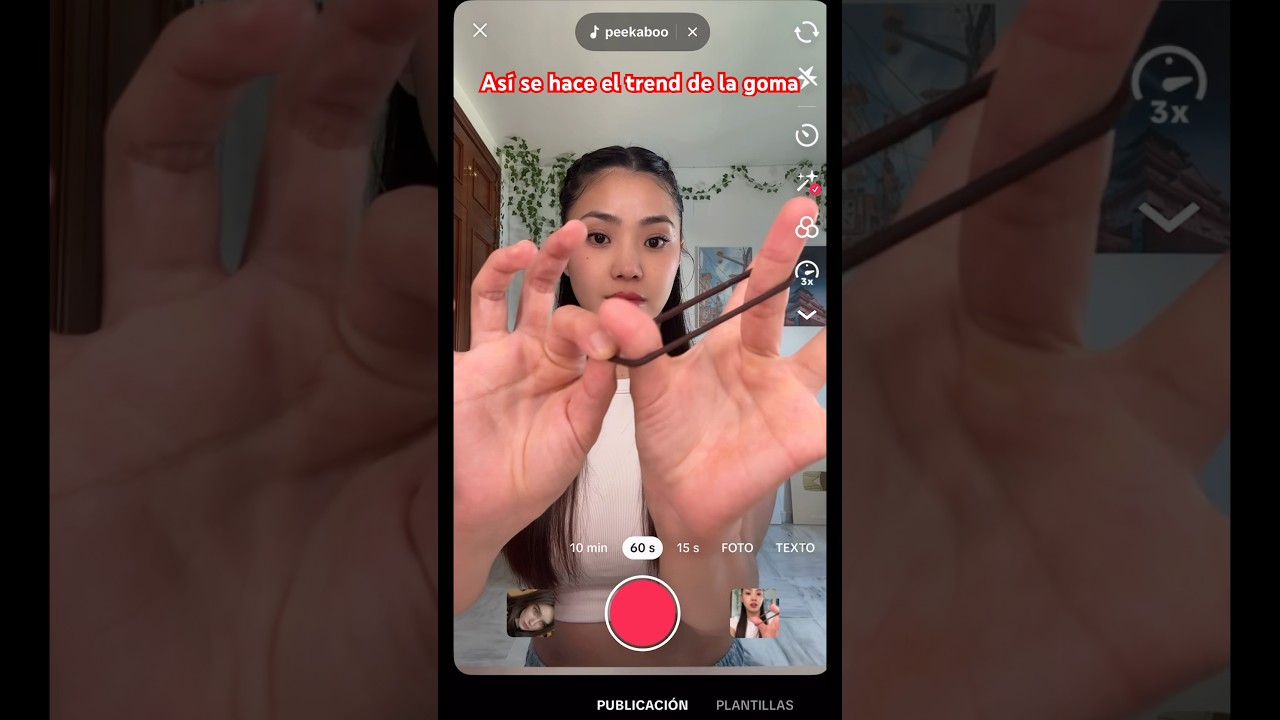 peekaboo
Así se hace el trend de la goma
3x
3x
10 min 60 s 15 s FOTO TEXTO
PUBLICACIÓN PLANTILLAS